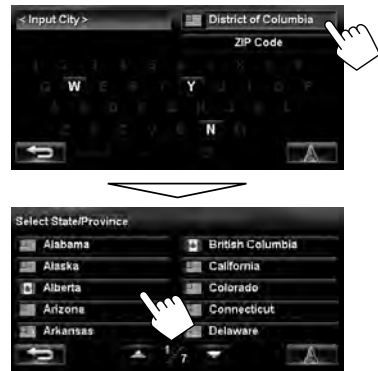 < Input City >
District of Columbia
ZIP Code
W Y
N
Select State/Province
Alabama
British Columbia
Alaska
California
Alberta
Colorado
Arizona
Connecticut
Arkansas
Delaware
1/7